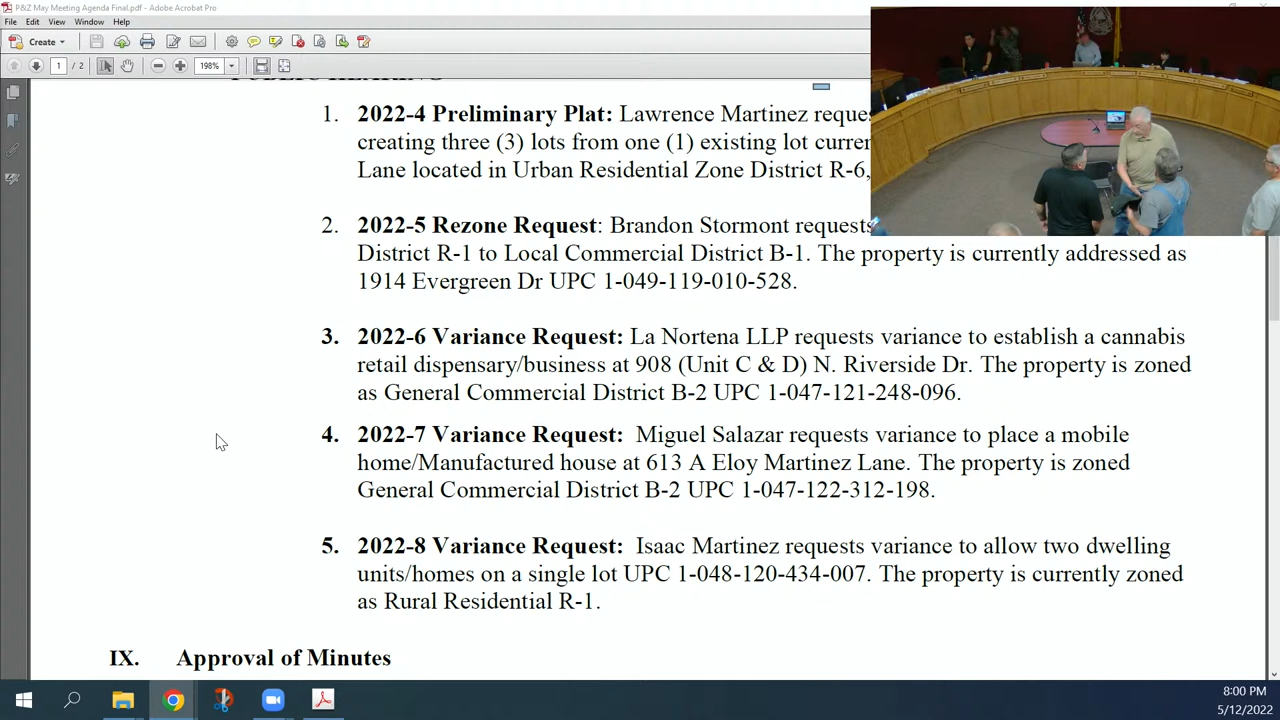 P&Z May Meeting Agenda Final.pdf - Adobe Acrobat Pro
File Edit View Window Help
Create
1 / 2 198%
1. 2022-4 Preliminary Plat: Lawrence Martinez
creating three (3) lots from one (1) existing lot
Lane located in Urban Residential Zone District R-6,
2. 2022-5 Rezone Request: Brandon Stormont requests
District R-1 to Local Commercial District B-1. The property is currently addressed as
1914 Evergreen Dr UPC 1-049-119-010-528.
3. 2022-6 Variance Request: La Nortena LLP requests variance to establish a cannabis
retail dispensary/business at 908 (Unit C & D) N. Riverside Dr. The property is zoned
as General Commercial District B-2 UPC 1-047-121-248-096.
4. 2022-7 Variance Request: Miguel Salazar requests variance to place a mobile
home/Manufactured house at 613 A Eloy Martinez Lane. The property is zoned
General Commercial District B-2 UPC 1-047-122-312-198.
5. 2022-8 Variance Request: Isaac Martinez requests variance to allow two dwelling
units/homes on a single lot UPC 1-048-120-434-007. The property is currently zoned
as Rural Residential R-1.
IX. Approval of Minutes
8:00 PM
5/12/2022